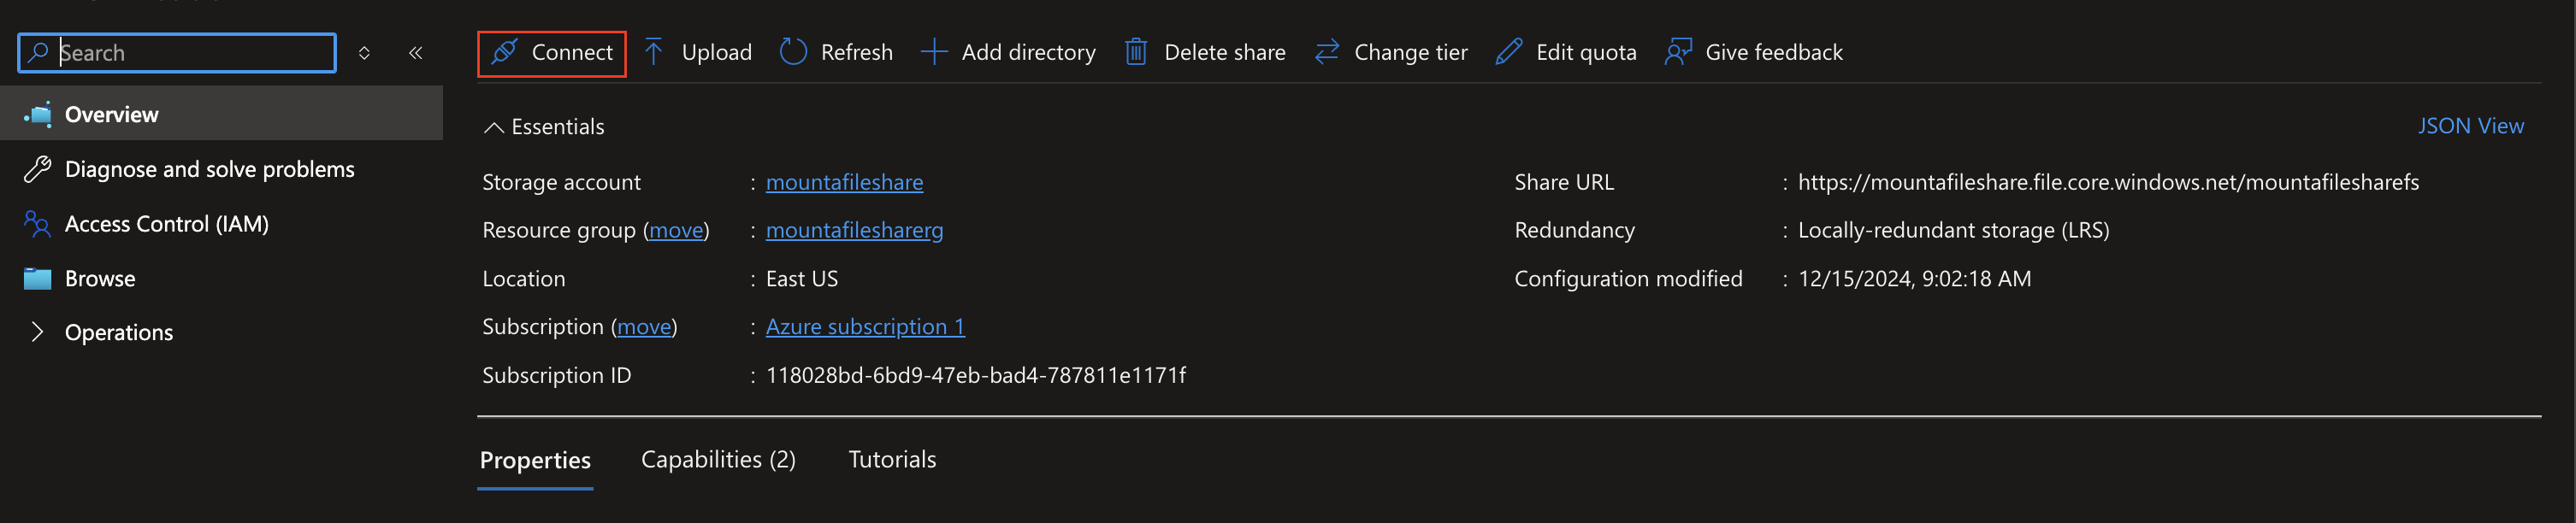 Search
Connect
Upload
Refresh
Add directory
Delete share
Change tier
Edit quota
Give feedback
Overview
Diagnose and solve problems
Access Control (IAM)
Browse
Operations
Essentials
JSON View
Storage account : mountafileshare
Resource group (move) : mountafilesharerg
Location : East US
Subscription (move) : Azure subscription 1
Subscription ID : 118028bd-6bd9-47eb-bad4-787811e1171f
Share URL : https://mountafileshare.file.core.windows.net/mountafilesharefs
Redundancy : Locally-redundant storage (LRS)
Configuration modified : 12/15/2024, 9:02:18 AM
Properties
Capabilities (2)
Tutorials